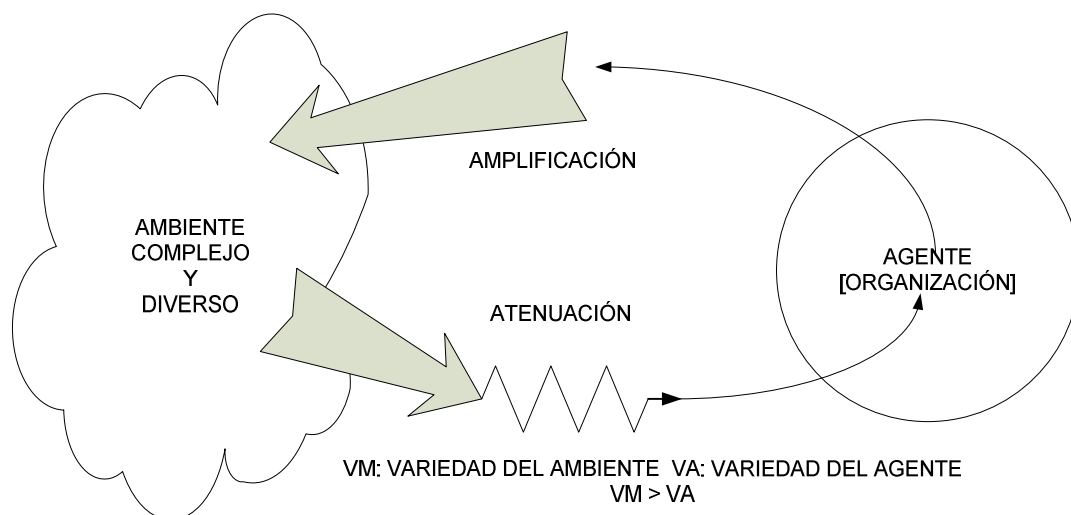 AMPLIFICACIÓN
AMBIENTE
COMPLEJO
Y
DIVERSO
AGENTE
[ORGANIZACIÓN]
ATENUACIÓN
VM: VARIEDAD DEL AMBIENTE VA: VARIEDAD DEL AGENTE
VM > VA